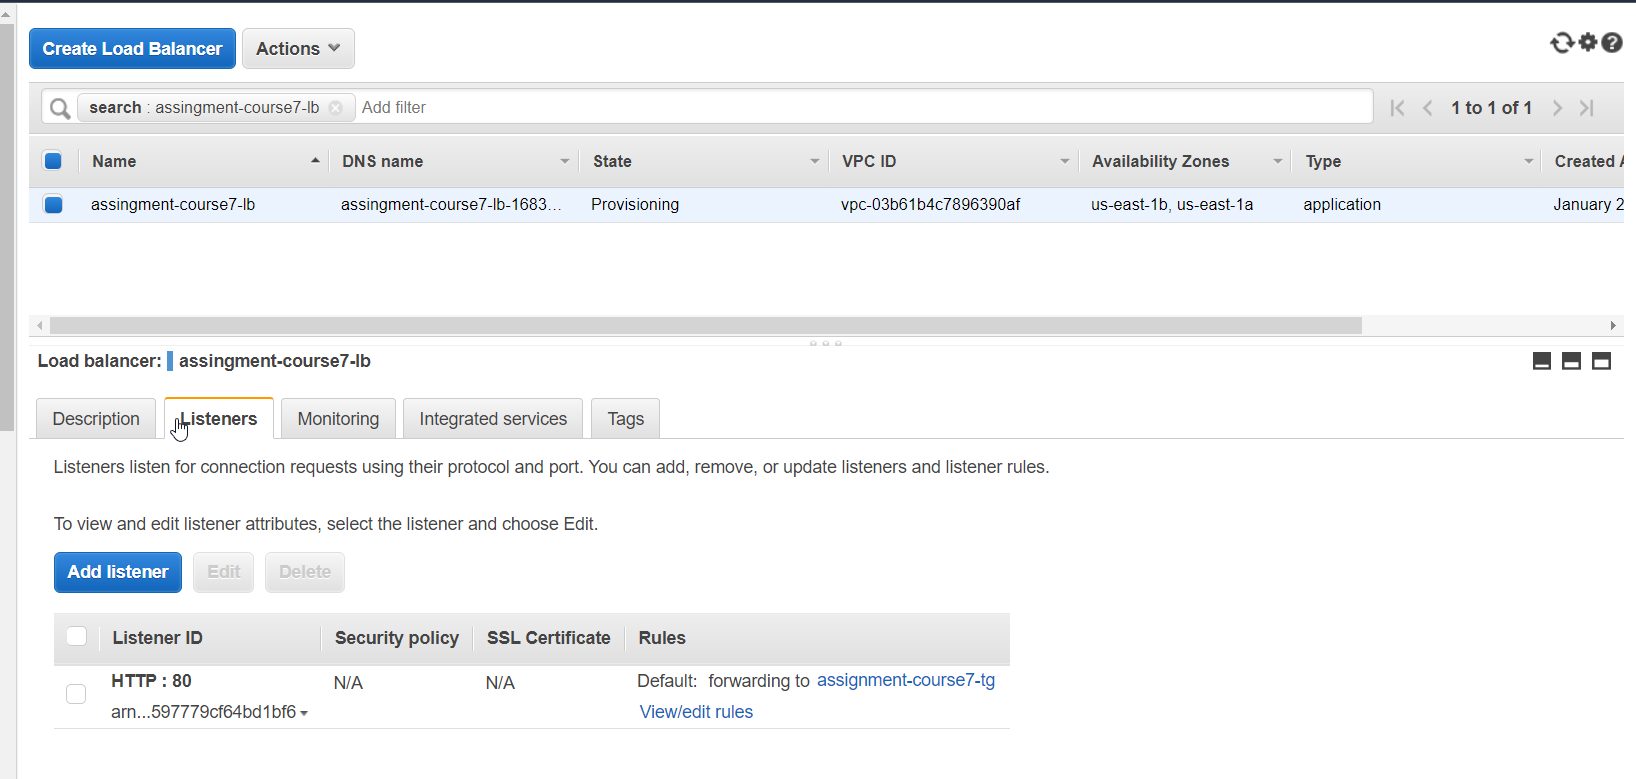 Create Load Balancer Actions
search : assingment-course7-lb Add filter 1 to 1 of 1
Name DNS name State VPC ID Availability Zones Type Created A
assingment-course7-lb assingment-course7-lb-1683... Provisioning vpc-03b61b4c7896390af us-east-1b, us-east-1a application January 2
Load balancer: assingment-course7-lb
Description Listeners Monitoring Integrated services Tags
Listeners listen for connection requests using their protocol and port. You can add, remove, or update listeners and listener rules.
To view and edit listener attributes, select the listener and choose Edit.
Add listener Edit Delete
Listener ID Security policy SSL Certificate Rules
HTTP : 80 N/A N/A Default: forwarding to assignment-course7-tg
arn...597779cf64bd1bf6 View/edit rules